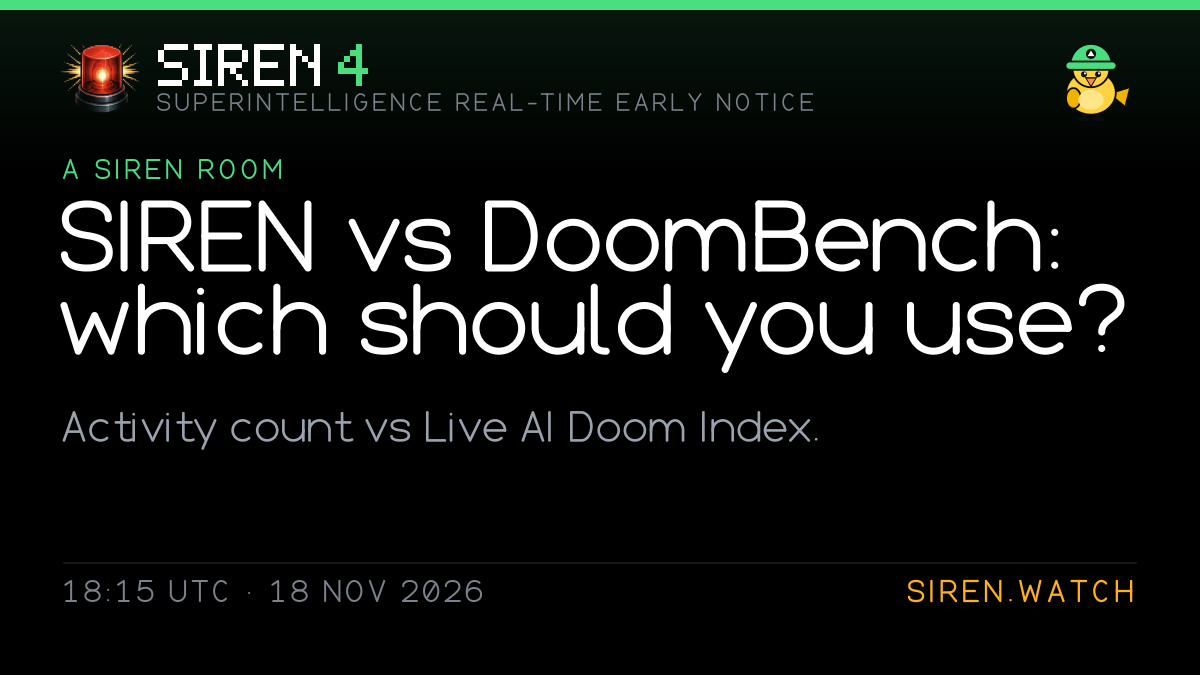 SIREN 4
SUPERINTELLIGENCE REAL-TIME EARLY NOTICE
A SIREN ROOM
SIREN vs DoomBench:
which should you use?
Activity count vs Live AI Doom Index.
18:15 UTC · 18 NOV 2026
SIREN.WATCH